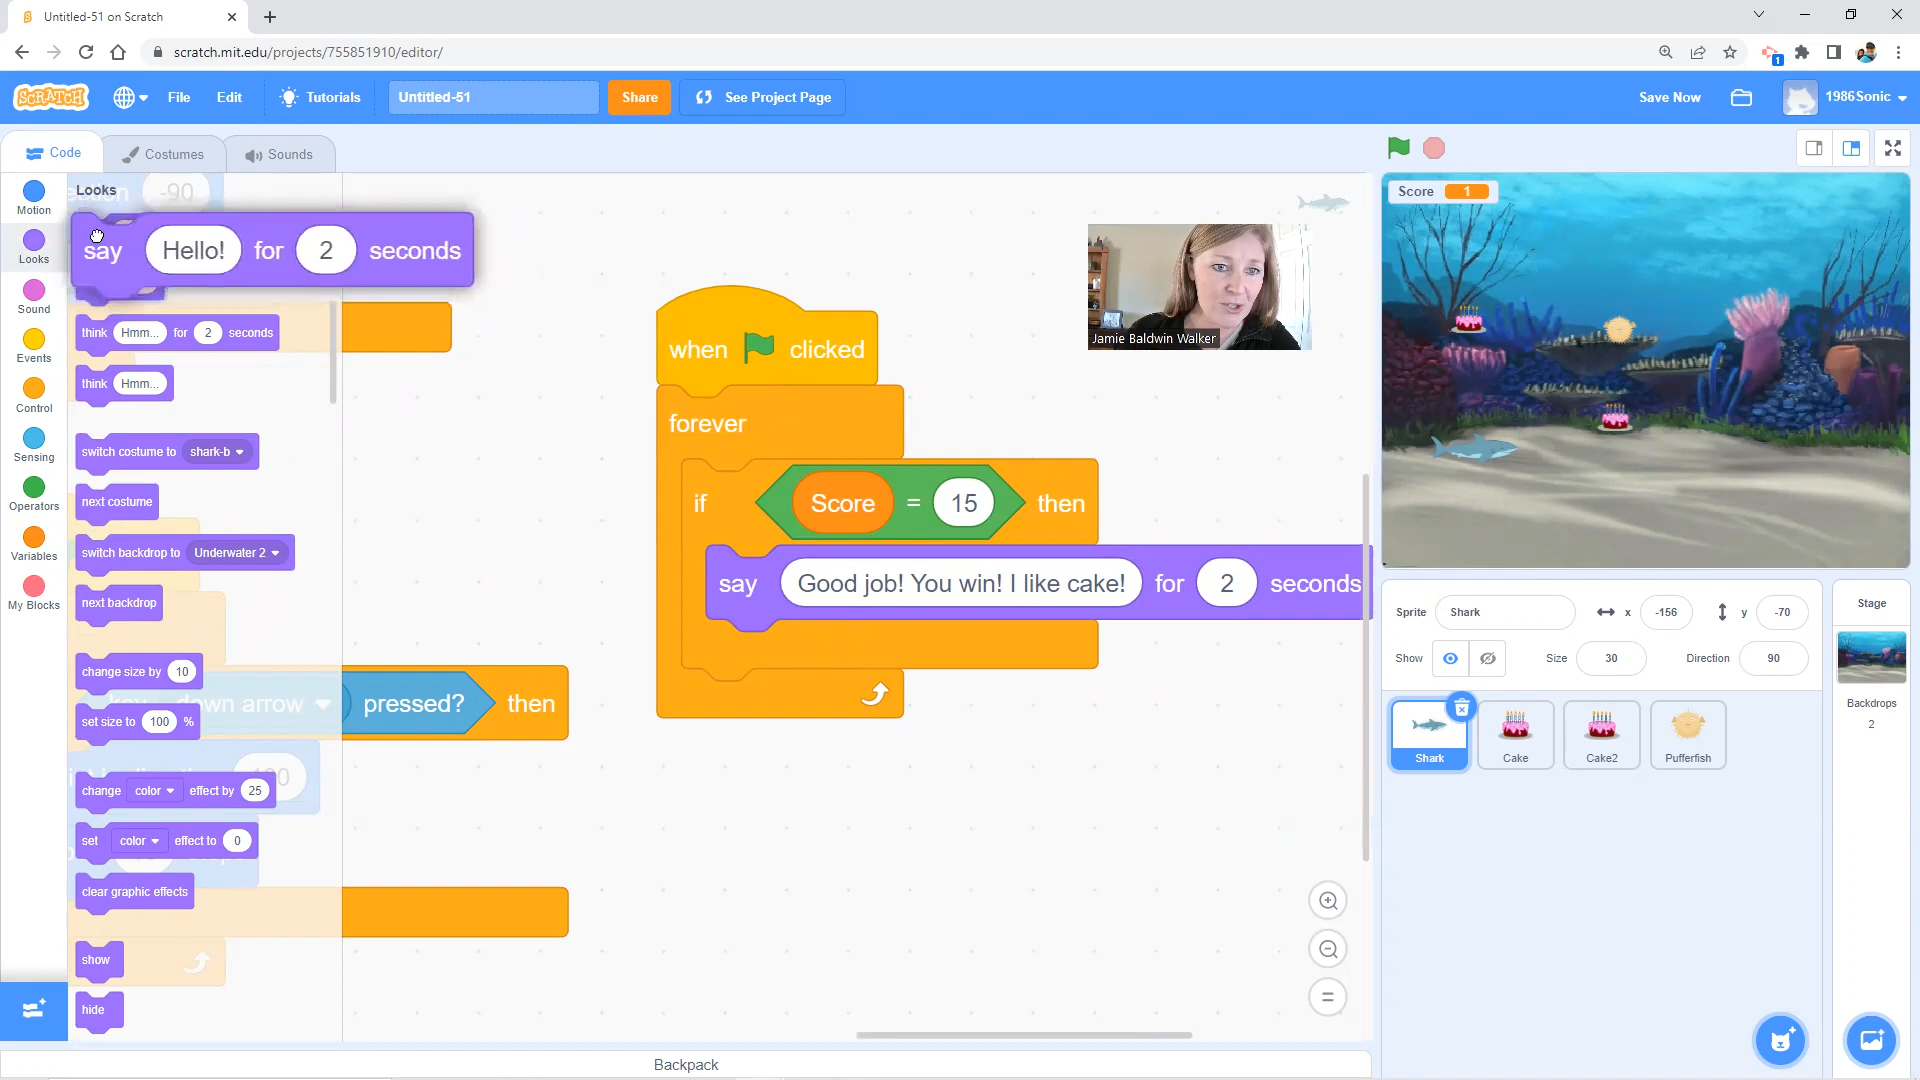 Untitled-51 on Scratch
scratch.mit.edu/projects/755851910/editor/
1
SCRATCH
File
Edit
Tutorials
Untitled-51
Share
See Project Page
Save Now
1986Sonic
Code
Costumes
Sounds
Motion
Looks
Sound
Events
Control
Sensing
Operators
Variables
My Blocks
Looks
-90
say Hello! for 2 seconds
think Hmm... for 2 seconds
think Hmm...
switch costume to shark-b
next costume
switch backdrop to Underwater 2
next backdrop
change size by 10
set size to 100 %
down arrow pressed? then
change color effect by 25
set color effect to 0
clear graphic effects
show
hide
when clicked
forever
if Score = 15 then
say Good job! You win! I like cake! for 2 seconds
Jamie Baldwin Walker
Score 1
Sprite Shark x -156 y -70
Show Size 30 Direction 90
Shark
Cake
Cake2
Pufferfish
Stage
Backdrops
2
Backpack